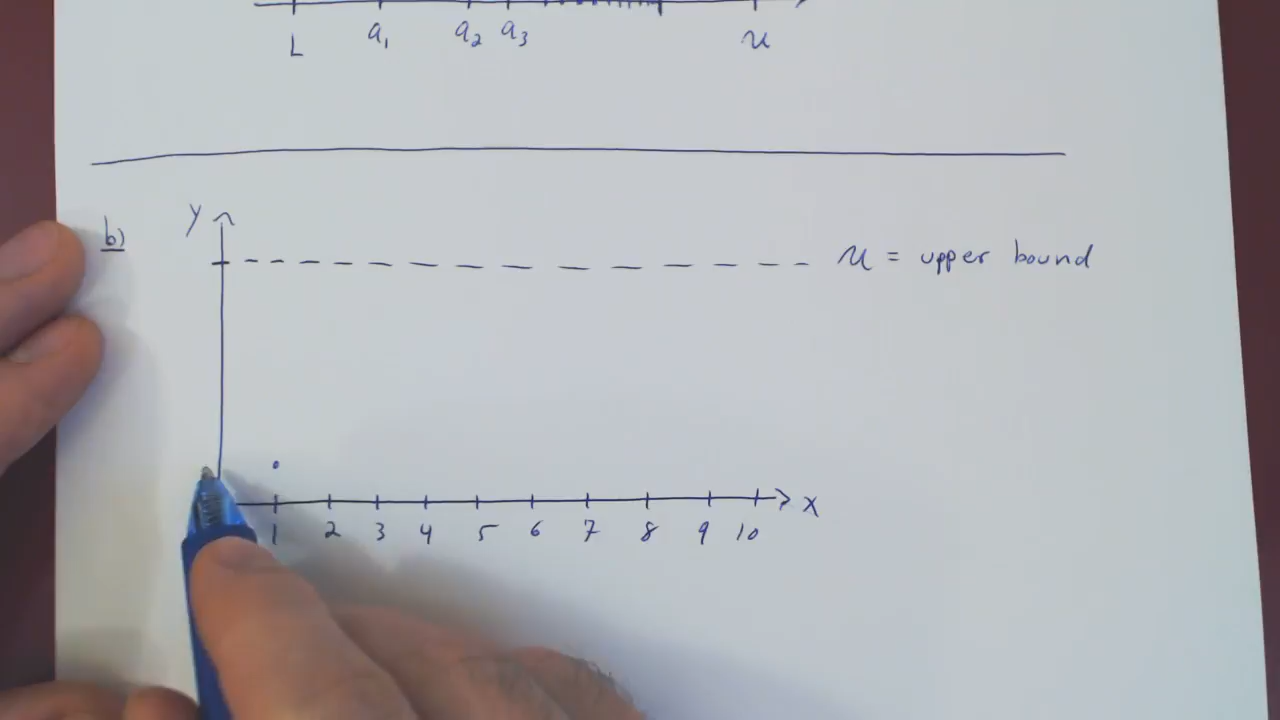 L a₁ a₂ a₃ u
b)
y
u = upper bound
x
1 2 3 4 5 6 7 8 9 10